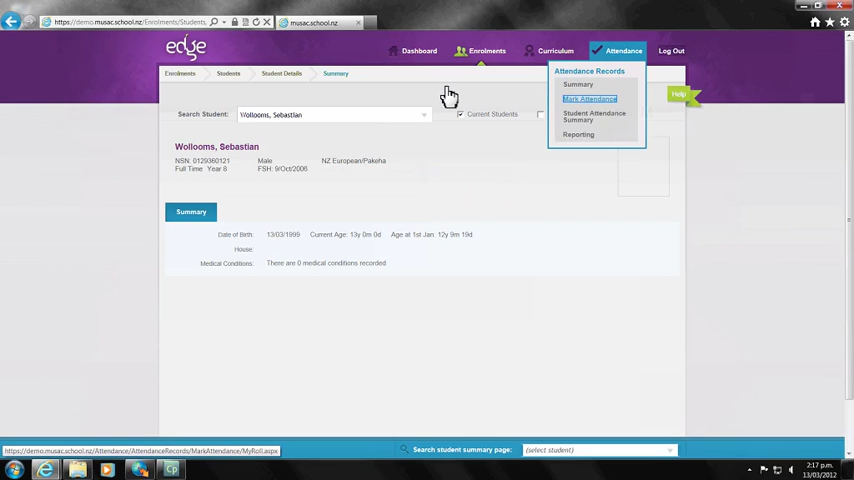 https://demo.musac.school.nz/Enrolments/Students,
musac.school.nz
edge
Dashboard
Enrolments
Curriculum
Attendance
Log Out
Enrolments
Students
Student Details
Summary
Attendance Records
Summary
Mark Attendance
Student Attendance
Summary
Reporting
Help
Search Student:
Wollooms, Sebastian
Current Students
Wollooms, Sebastian
NSN: 0129360121
Male
NZ European/Pakeha
Full Time Year 8
FSH: 9/Oct/2006
Summary
Date of Birth:
13/03/1999
Current Age: 13y 0m 0d
Age at 1st Jan: 12y 9m 19d
House:
Medical Conditions:
There are 0 medical conditions recorded
https://demo.musac.school.nz/Attendance/AttendanceRecords/MarkAttendance/MyRoll.aspx
Search student summary page:
(select student)
Cp
2:17 p.m.
13/03/2012